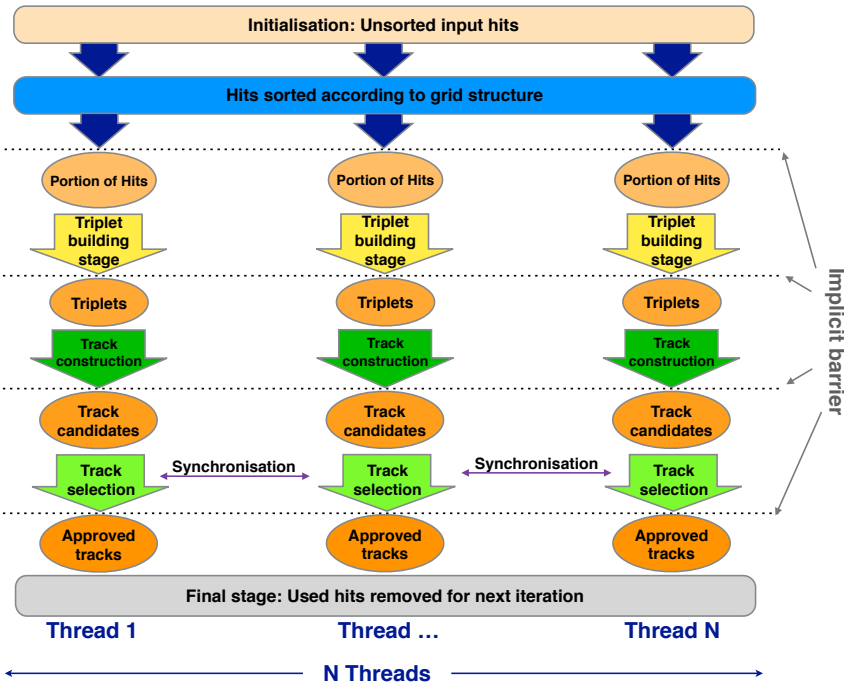 Initialisation: Unsorted input hits
Hits sorted according to grid structure
Portion of Hits
Portion of Hits
Portion of Hits
Triplet
building
stage
Triplet
building
stage
Triplet
building
stage
Triplets
Triplets
Triplets
Track
construction
Track
construction
Track
construction
Track
candidates
Track
candidates
Track
candidates
Track
selection
Synchronisation
Track
selection
Synchronisation
Track
selection
Approved
tracks
Approved
tracks
Approved
tracks
Implicit barrier
Final stage: Used hits removed for next iteration
Thread 1
Thread ...
Thread N
N Threads